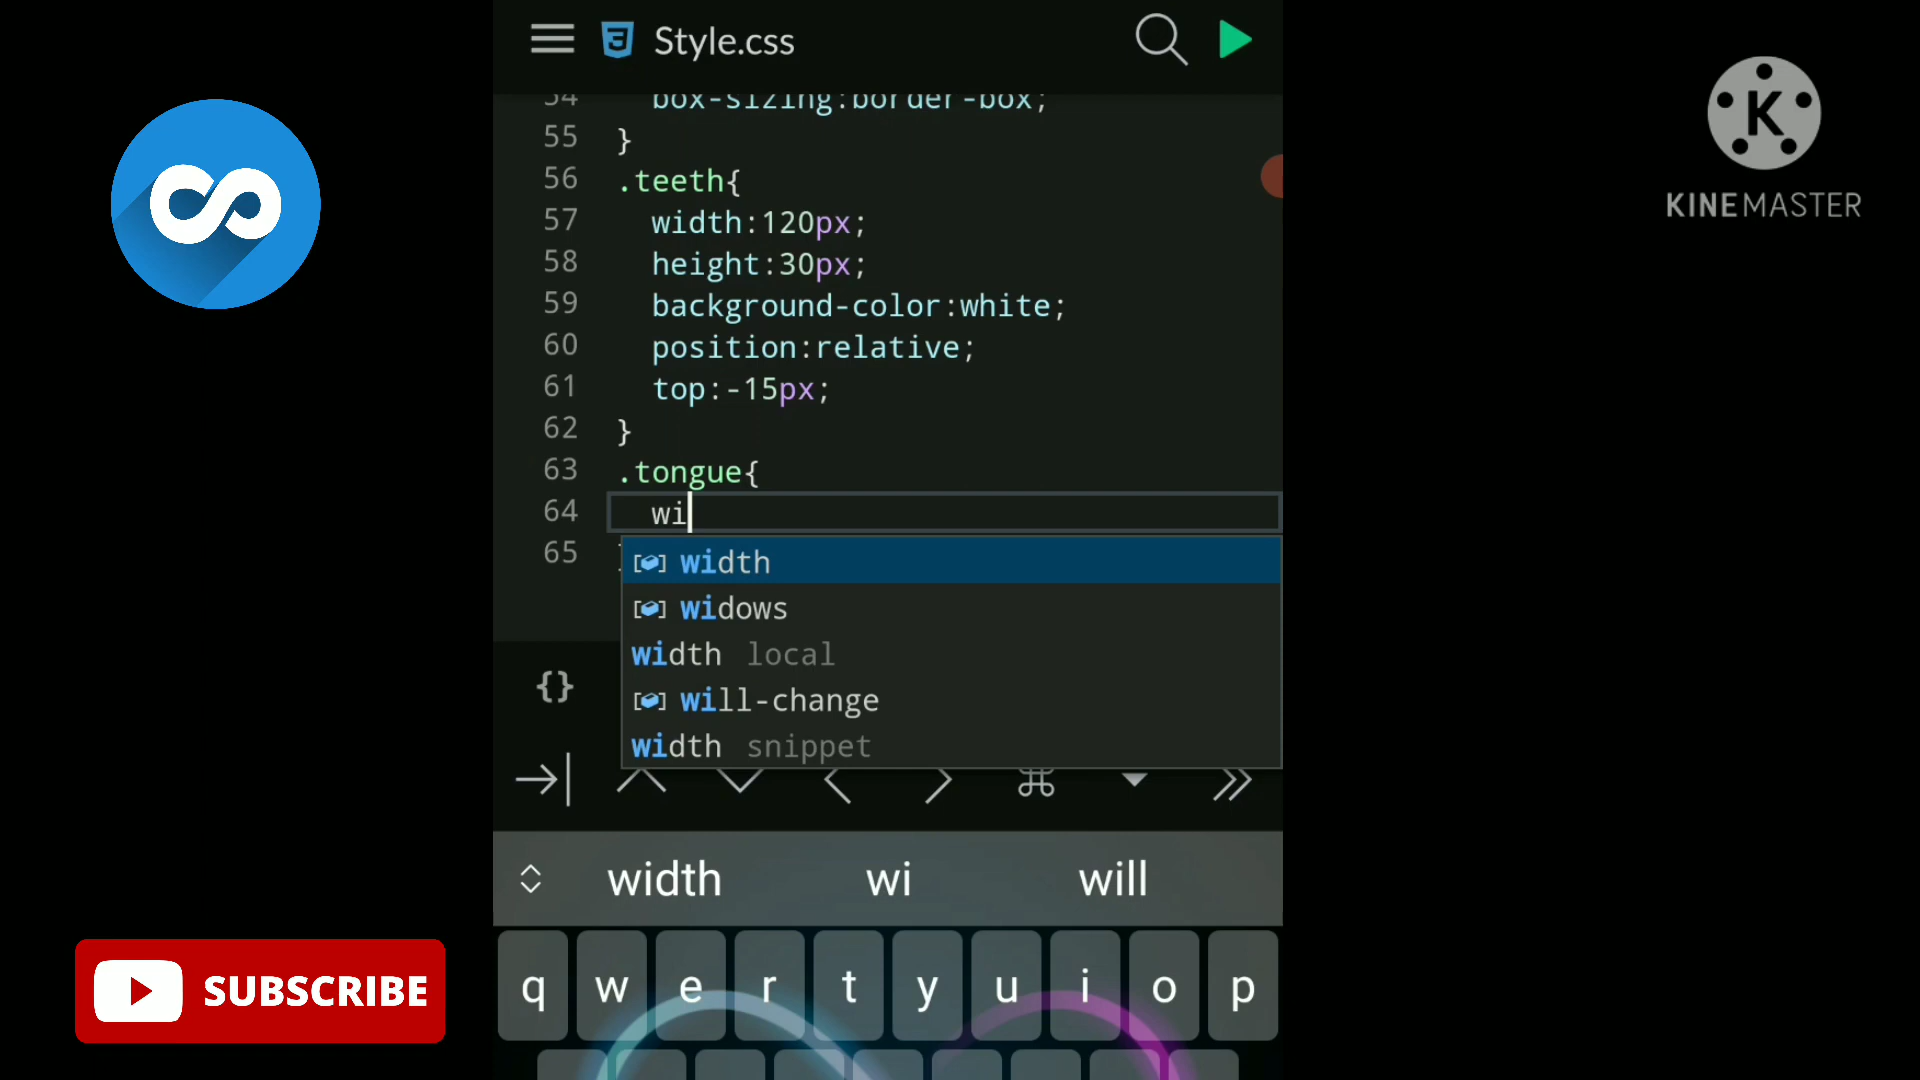 Style.css
54 box-sizing:border-box;
55 }
56 .teeth{
57 width:120px;
58 height:30px;
59 background-color:white;
60 position:relative;
61 top:-15px;
62 }
63 .tongue{
64 wi
65
width
widows
width local
will-change
width snippet
{}
width wi will
q w e r t y u i o p
K
KINEMASTER
SUBSCRIBE